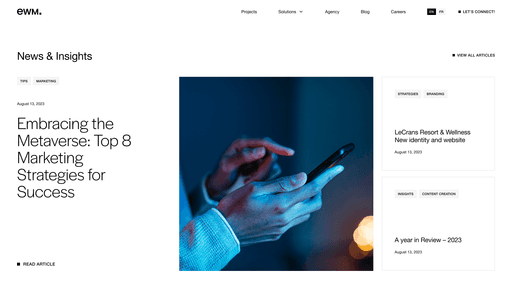 ewm.
Projects
Solutions
Agency
Blog
Careers
EN
FR
LET'S CONNECT!
News & Insights
VIEW ALL ARTICLES
TIPS
MARKETING
August 13, 2023
Embracing the
Metaverse: Top 8
Marketing
Strategies for
Success
READ ARTICLE
STRATEGIES
BRANDING
LeCrans Resort & Wellness
New identity and website
August 13, 2023
INSIGHTS
CONTENT CREATION
A year in Review – 2023
August 13, 2023